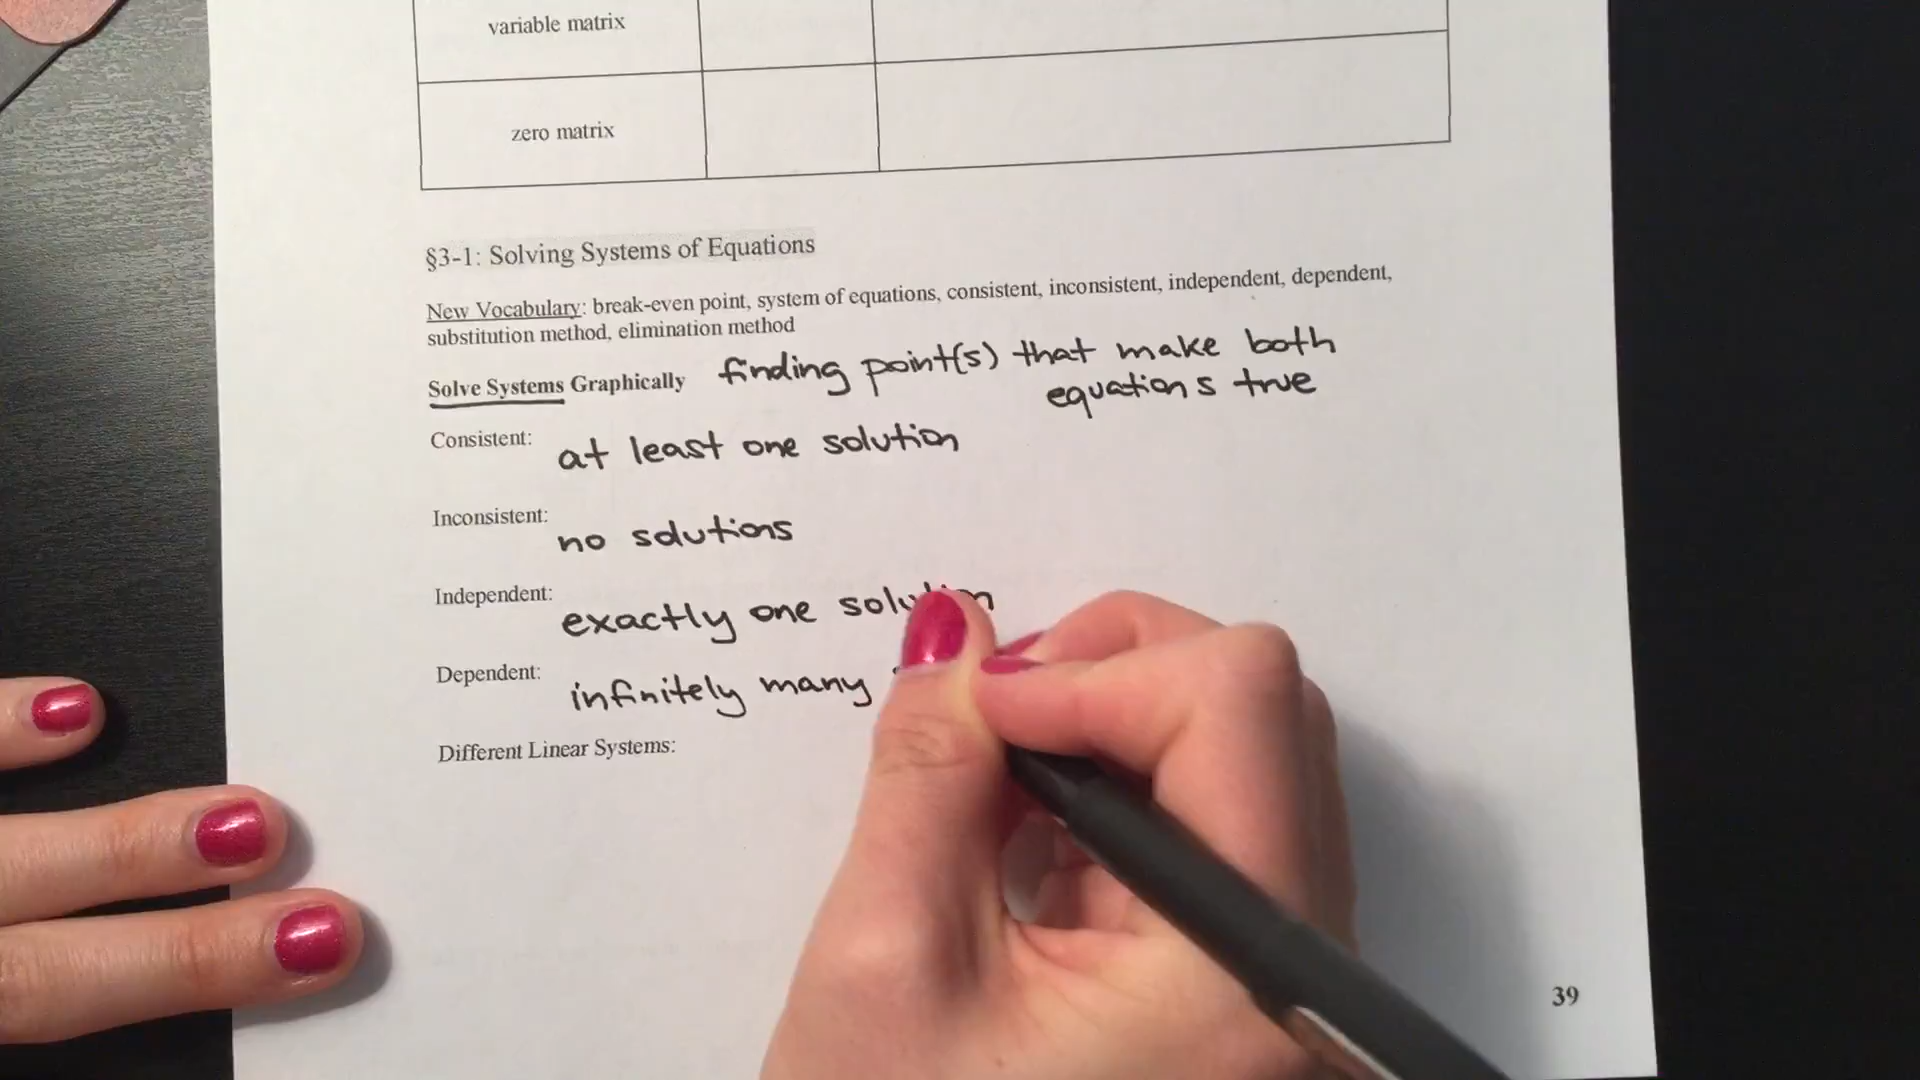 variable matrix
zero matrix
§3-1: Solving Systems of Equations
New Vocabulary: break-even point, system of equations, consistent, inconsistent, independent, dependent,
substitution method, elimination method
Solve Systems Graphically finding point(s) that make both
equations true
Consistent: at least one solution
Inconsistent: no solutions
Independent: exactly one solution
Dependent: infinitely many
Different Linear Systems:
39